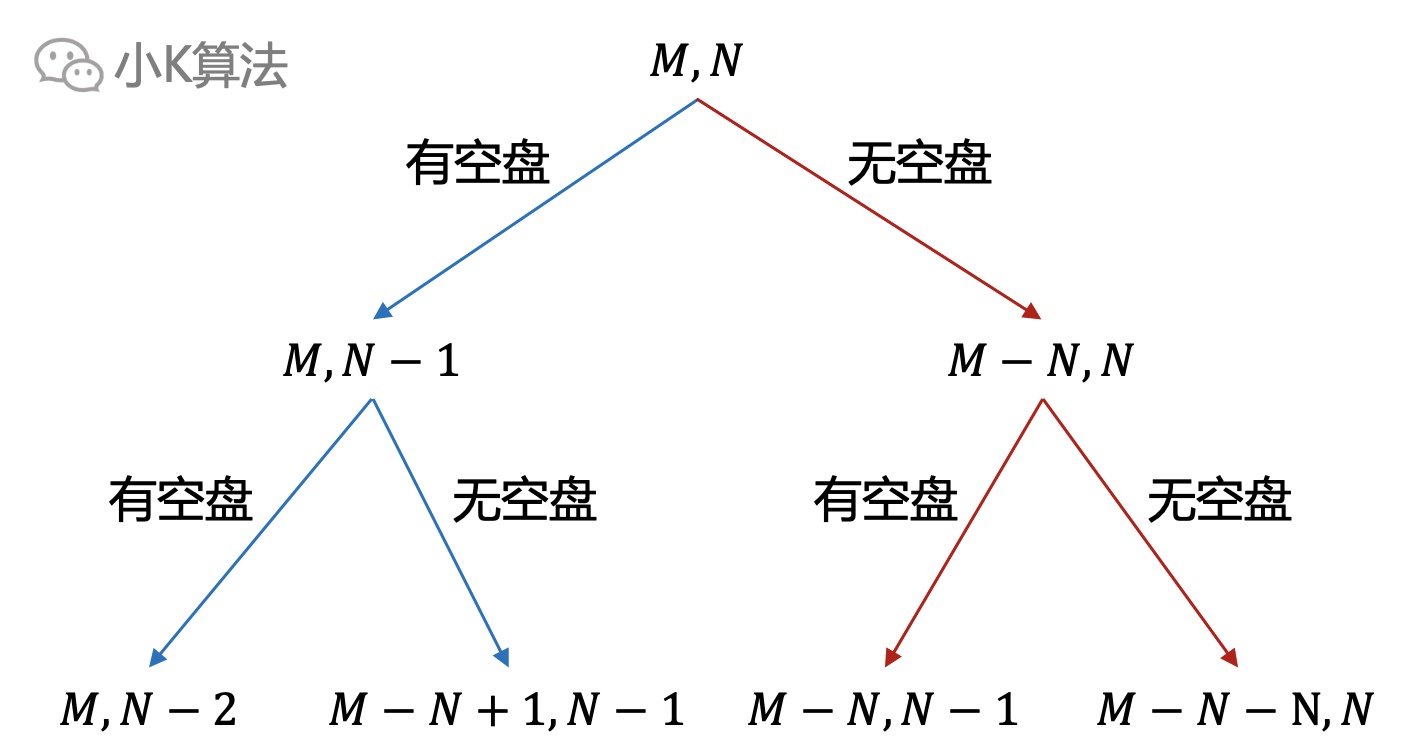 小K算法
M, N
有空盘
无空盘
M, N − 1
M − N, N
有空盘
无空盘
有空盘
无空盘
M, N − 2
M − N + 1, N − 1
M − N, N − 1
M − N − N, N